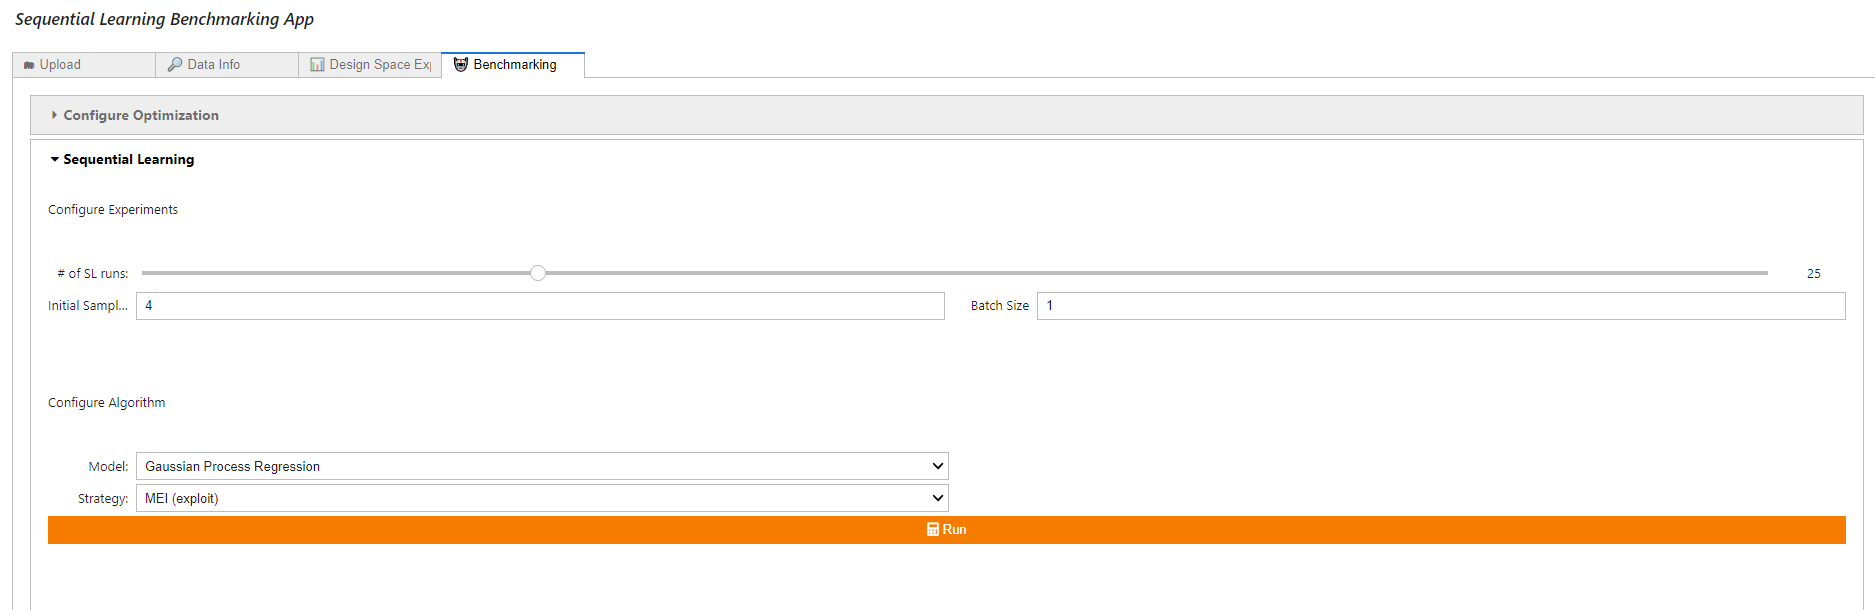 Sequential Learning Benchmarking App
Upload Data Info Design Space Exp Benchmarking
Configure Optimization
Sequential Learning
Configure Experiments
# of SL runs: 25
Initial Sampl... 4 Batch Size 1
Configure Algorithm
Model: Gaussian Process Regression
Strategy: MEI (exploit)
Run